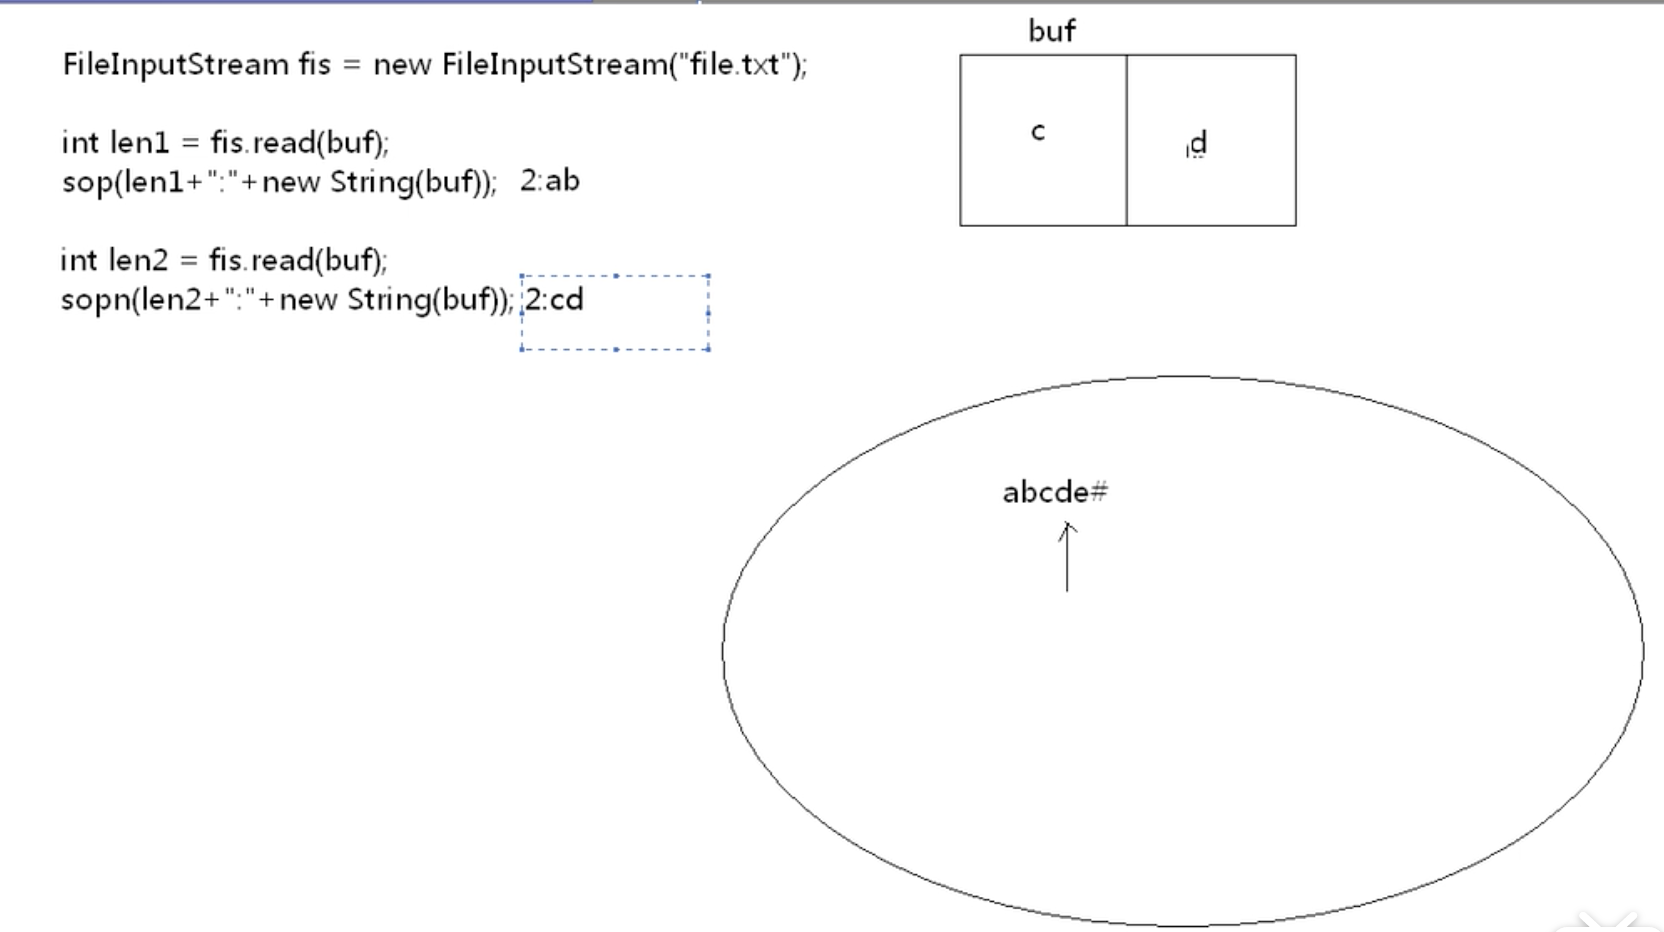 FileInputStream fis = new FileInputStream("file.txt");
int len1 = fis.read(buf);
sop(len1+":"+new String(buf)); 2:ab
int len2 = fis.read(buf);
sopn(len2+":"+new String(buf)); 2:cd
buf
c d
abcde#